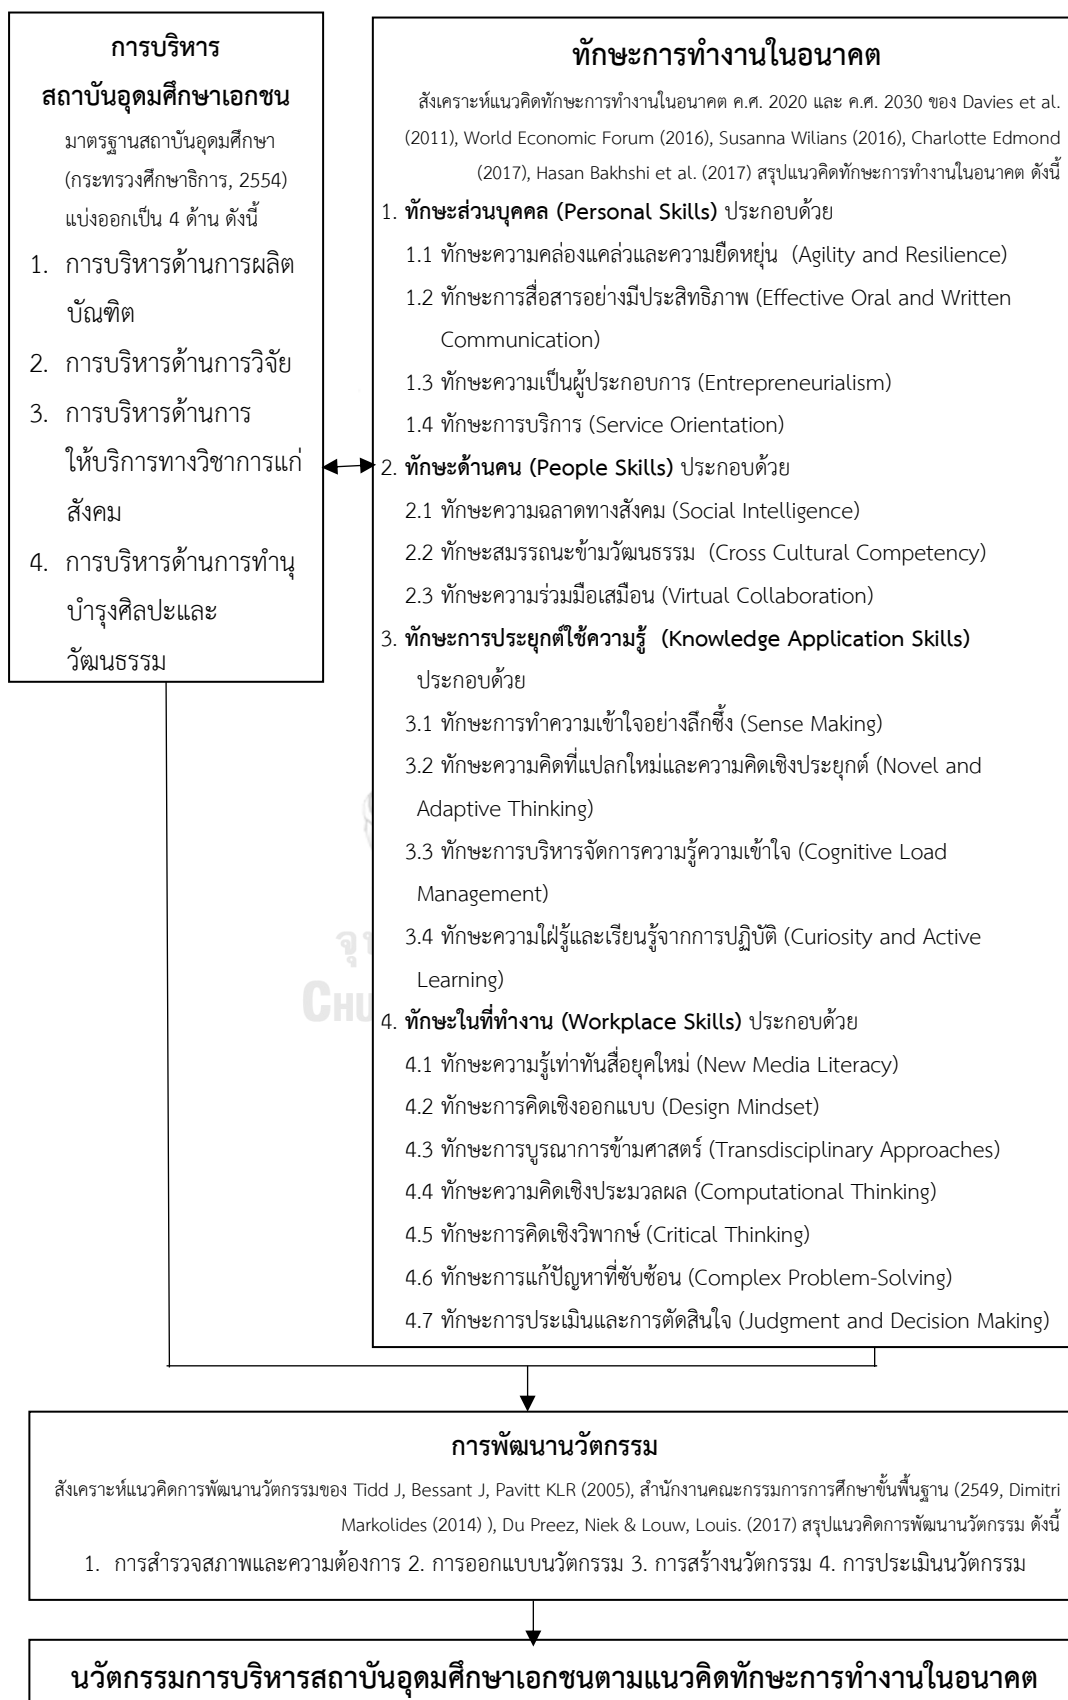 การบริหาร
สถาบันอุดมศึกษาเอกชน
มาตรฐานสถาบันอุดมศึกษา
(กระทรวงศึกษาธิการ, 2554)
แบ่งออกเป็น 4 ด้าน ดังนี้
1. การบริหารด้านการผลิต
บัณฑิต
2. การบริหารด้านการวิจัย
3. การบริหารด้านการ
ให้บริการทางวิชาการแก่
สังคม
4. การบริหารด้านการทำนุ
บำรุงศิลปะและ
วัฒนธรรม
ทักษะการทำงานในอนาคต
สังเคราะห์แนวคิดทักษะการทำงานในอนาคต ค.ศ. 2020 และ ค.ศ. 2030 ของ Davies et al.
(2011), World Economic Forum (2016), Susanna Wilians (2016), Charlotte Edmond
(2017), Hasan Bakhshi et al. (2017) สรุปแนวคิดทักษะการทำงานในอนาคต ดังนี้
1. ทักษะส่วนบุคคล (Personal Skills) ประกอบด้วย
1.1 ทักษะความคล่องแคล่วและความยืดหยุ่น (Agility and Resilience)
1.2 ทักษะการสื่อสารอย่างมีประสิทธิภาพ (Effective Oral and Written
Communication)
1.3 ทักษะความเป็นผู้ประกอบการ (Entrepreneurialism)
1.4 ทักษะการบริการ (Service Orientation)
2. ทักษะด้านคน (People Skills) ประกอบด้วย
2.1 ทักษะความฉลาดทางสังคม (Social Intelligence)
2.2 ทักษะสมรรถนะข้ามวัฒนธรรม (Cross Cultural Competency)
2.3 ทักษะความร่วมมือเสมือน (Virtual Collaboration)
3. ทักษะการประยุกต์ใช้ความรู้ (Knowledge Application Skills)
ประกอบด้วย
3.1 ทักษะการทำความเข้าใจอย่างลึกซึ้ง (Sense Making)
3.2 ทักษะความคิดที่แปลกใหม่และความคิดเชิงประยุกต์ (Novel and
Adaptive Thinking)
3.3 ทักษะการบริหารจัดการความรู้ความเข้าใจ (Cognitive Load
Management)
3.4 ทักษะความใฝ่รู้และเรียนรู้จากการปฏิบัติ (Curiosity and Active
Learning)
4. ทักษะในที่ทำงาน (Workplace Skills) ประกอบด้วย
4.1 ทักษะความรู้เท่าทันสื่อยุคใหม่ (New Media Literacy)
4.2 ทักษะการคิดเชิงออกแบบ (Design Mindset)
4.3 ทักษะการบูรณาการข้ามศาสตร์ (Transdisciplinary Approaches)
4.4 ทักษะความคิดเชิงประมวลผล (Computational Thinking)
4.5 ทักษะการคิดเชิงวิพากษ์ (Critical Thinking)
4.6 ทักษะการแก้ปัญหาที่ซับซ้อน (Complex Problem-Solving)
4.7 ทักษะการประเมินและการตัดสินใจ (Judgment and Decision Making)
การพัฒนานวัตกรรม
สังเคราะห์แนวคิดการพัฒนานวัตกรรมของ Tidd J, Bessant J, Pavitt KLR (2005), สำนักงานคณะกรรมการการศึกษาขั้นพื้นฐาน (2549, Dimitri
Markolides (2014) ), Du Preez, Niek & Louw, Louis. (2017) สรุปแนวคิดการพัฒนานวัตกรรม ดังนี้
1. การสำรวจสภาพและความต้องการ 2. การออกแบบนวัตกรรม 3. การสร้างนวัตกรรม 4. การประเมินนวัตกรรม
นวัตกรรมการบริหารสถาบันอุดมศึกษาเอกชนตามแนวคิดทักษะการทำงานในอนาคต